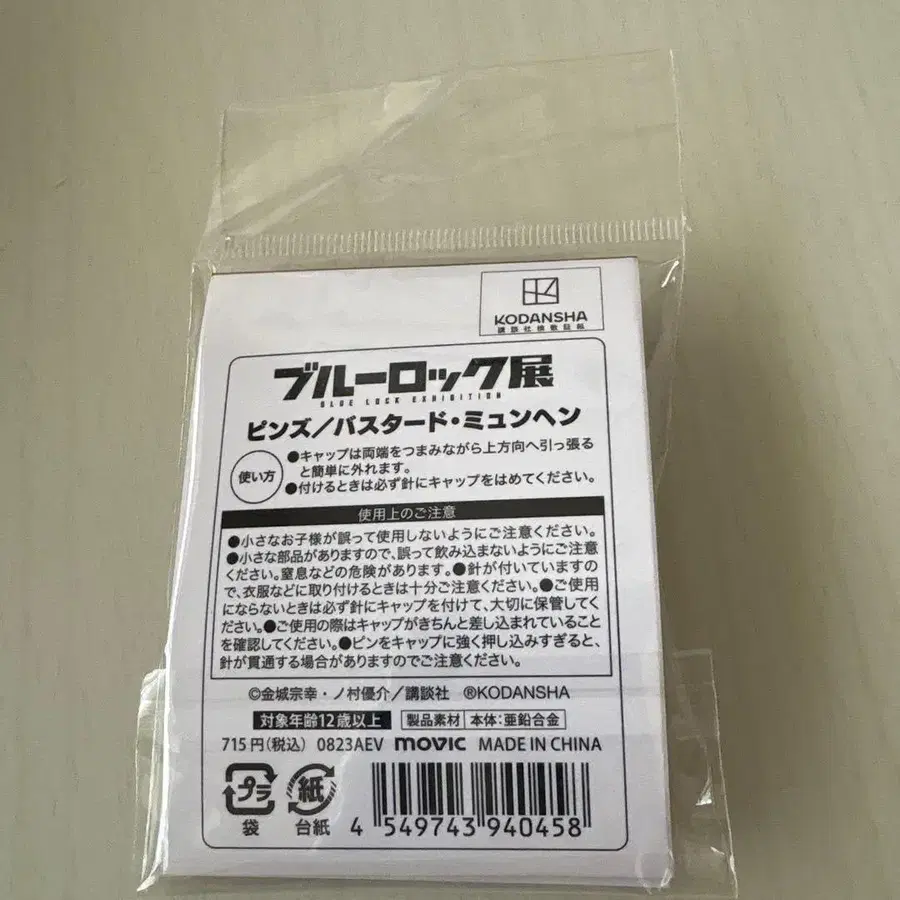 KODANSHA
講談社検数証紙
ブルーロック展
BLUE LOCK EXHIBITION
ピンズ／バスタード・ミュンヘン
使い方
●キャップは両端をつまみながら上方向へ引っ張る
と簡単に外れます。
●付けるときは必ず針にキャップをはめてください。
使用上のご注意
●小さなお子様が誤って使用しないようにご注意ください。
●小さな部品がありますので、誤って飲み込まないようにご注意
ください。窒息などの危険があります。●針が付いていますの
で、衣服などに取り付けるときは十分ご注意ください。●ご使用
にならないときは必ず針にキャップを付けて、大切に保管してく
ださい。●ご使用の際はキャップがきちんと差し込まれていること
を確認してください。●ピンをキャップに強く押し込みすぎると、
針が貫通する場合がありますのでご注意ください。
©金城宗幸・ノ村優介／講談社 ®KODANSHA
対象年齢12歳以上 製品素材 本体：亜鉛合金
715円(税込) 0823AEV movic MADE IN CHINA
プラ 紙
袋 台紙 4 549743 940458